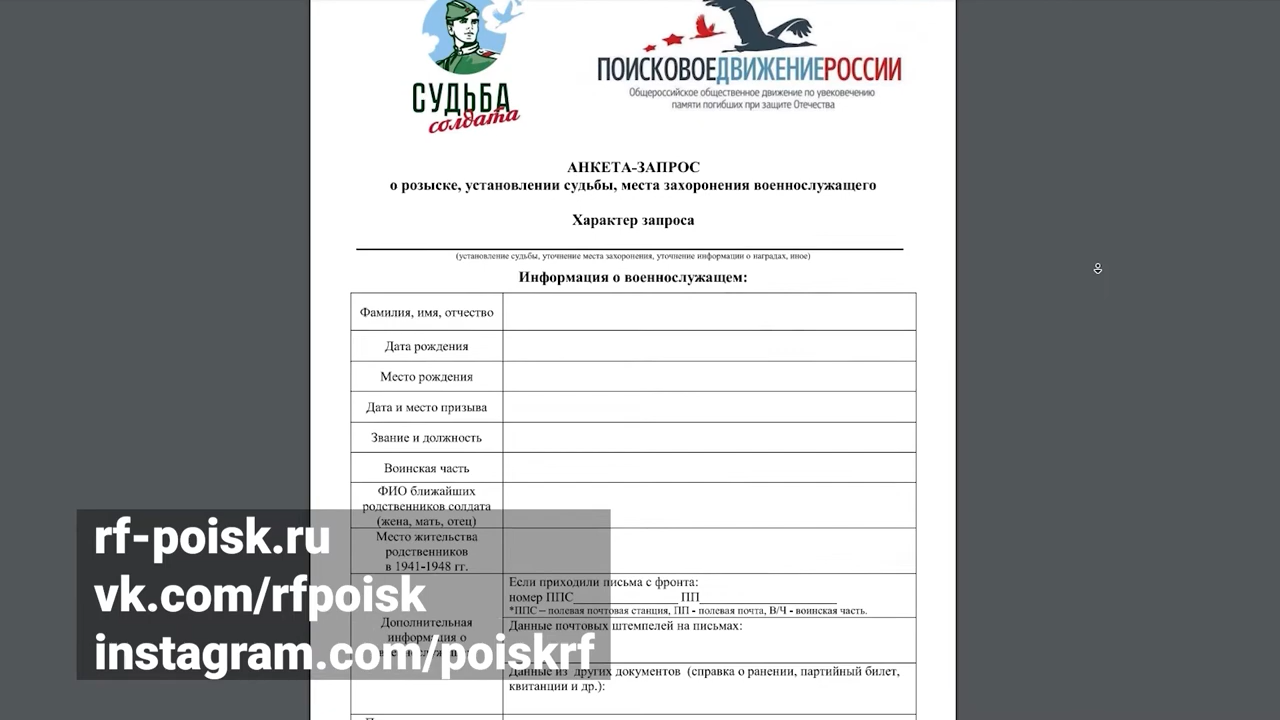 СУДЬБА
солдата
ПОИСКОВОЕДВИЖЕНИЕРОССИИ
Общероссийское общественное движение по увековечению
памяти погибших при защите Отечества
АНКЕТА-ЗАПРОС
о розыске, установлении судьбы, места захоронения военнослужащего
Характер запроса
(установление судьбы, уточнение места захоронения, уточнение информации о наградах, иное)
Информация о военнослужащем:
Фамилия, имя, отчество
Дата рождения
Место рождения
Дата и место призыва
Звание и должность
Воинская часть
ФИО ближайших
родственников солдата
(жена, мать, отец)
Место жительства
родственников
в 1941-1948 гг.
Дополнительная
информация о
Если приходили письма с фронта:
номер ППС_________________ ПП______________________
*ППС – полевая почтовая станция, ПП - полевая почта, В/Ч - воинская часть.
Данные почтовых штемпелей на письмах:
Данные из других документов (справка о ранении, партийный билет,
квитанции и др.):
rf-poisk.ru
vk.com/rfpoisk
instagram.com/poiskrf